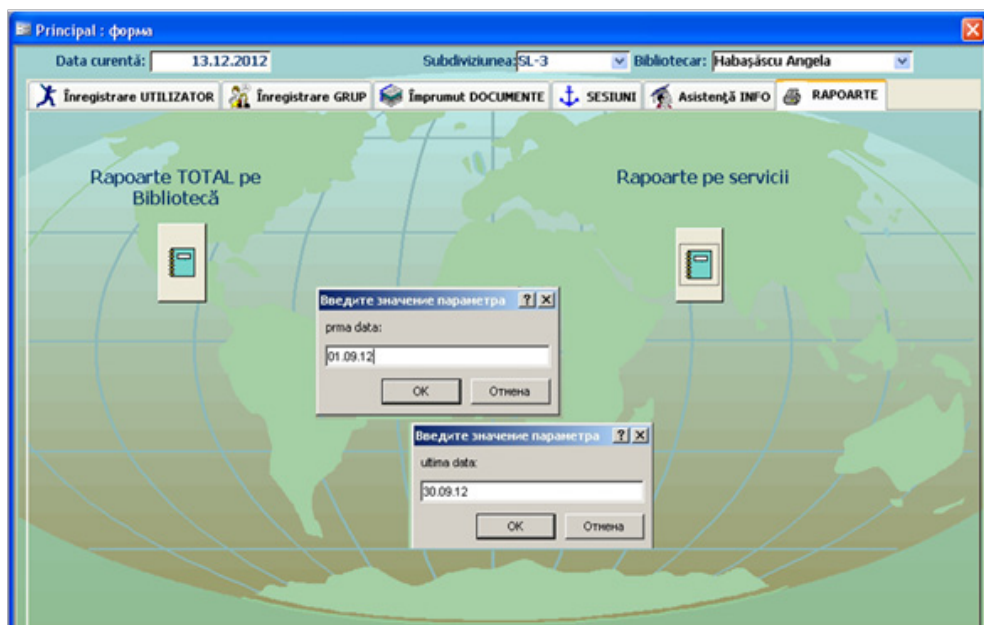 Principal : форма
Data curentă: 13.12.2012 Subdiviziunea: SL-3 Bibliotecar: Habaşăscu Angela
Înregistrare UTILIZATOR Înregistrare GRUP Împrumut DOCUMENTE SESIUNI Asistenţă INFO RAPOARTE
Rapoarte TOTAL pe
Bibliotecă
Rapoarte pe servicii
Введите значение параметра
prma data:
01.09.12
OK Отмена
Введите значение параметра
ultima data:
30.09.12
OK Отмена